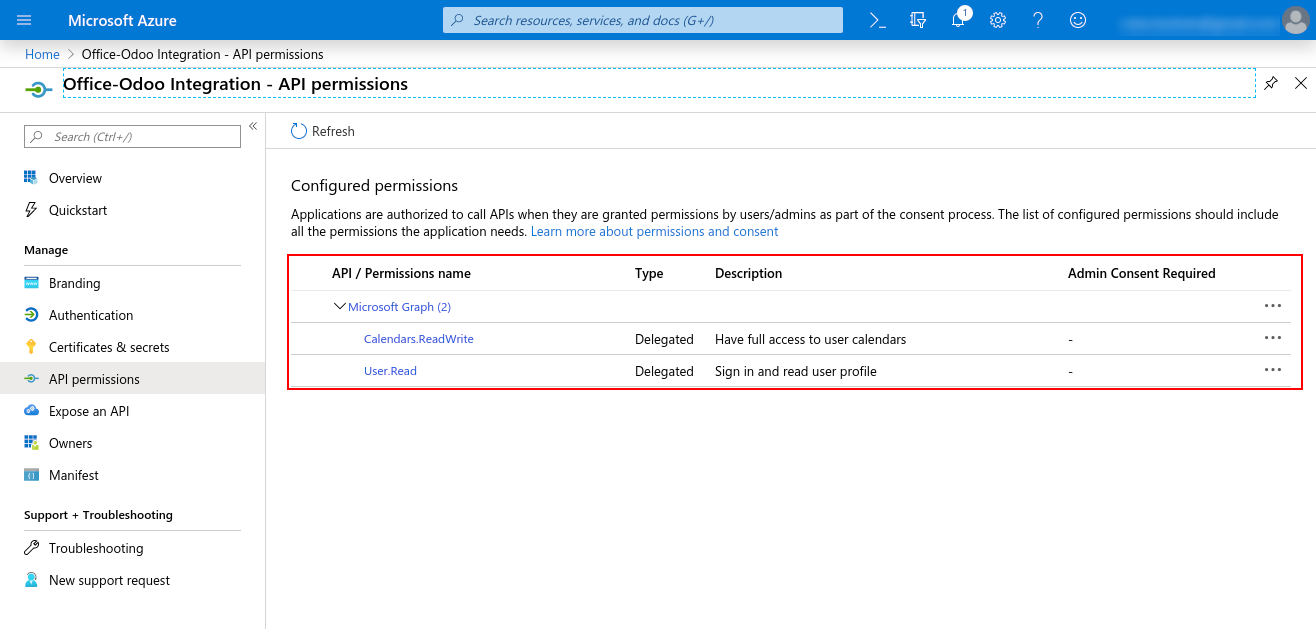 Microsoft Azure
Search resources, services, and docs (G+/)
1
Home > Office-Odoo Integration - API permissions
Office-Odoo Integration - API permissions
Search (Ctrl+/)
«
Overview
Quickstart
Manage
Branding
Authentication
Certificates & secrets
API permissions
Expose an API
Owners
Manifest
Support + Troubleshooting
Troubleshooting
New support request
Refresh
Configured permissions
Applications are authorized to call APIs when they are granted permissions by users/admins as part of the consent process. The list of configured permissions should include
all the permissions the application needs. Learn more about permissions and consent
API / Permissions name Type Description Admin Consent Required
Microsoft Graph (2) ...
Calendars.ReadWrite Delegated Have full access to user calendars - ...
User.Read Delegated Sign in and read user profile - ...